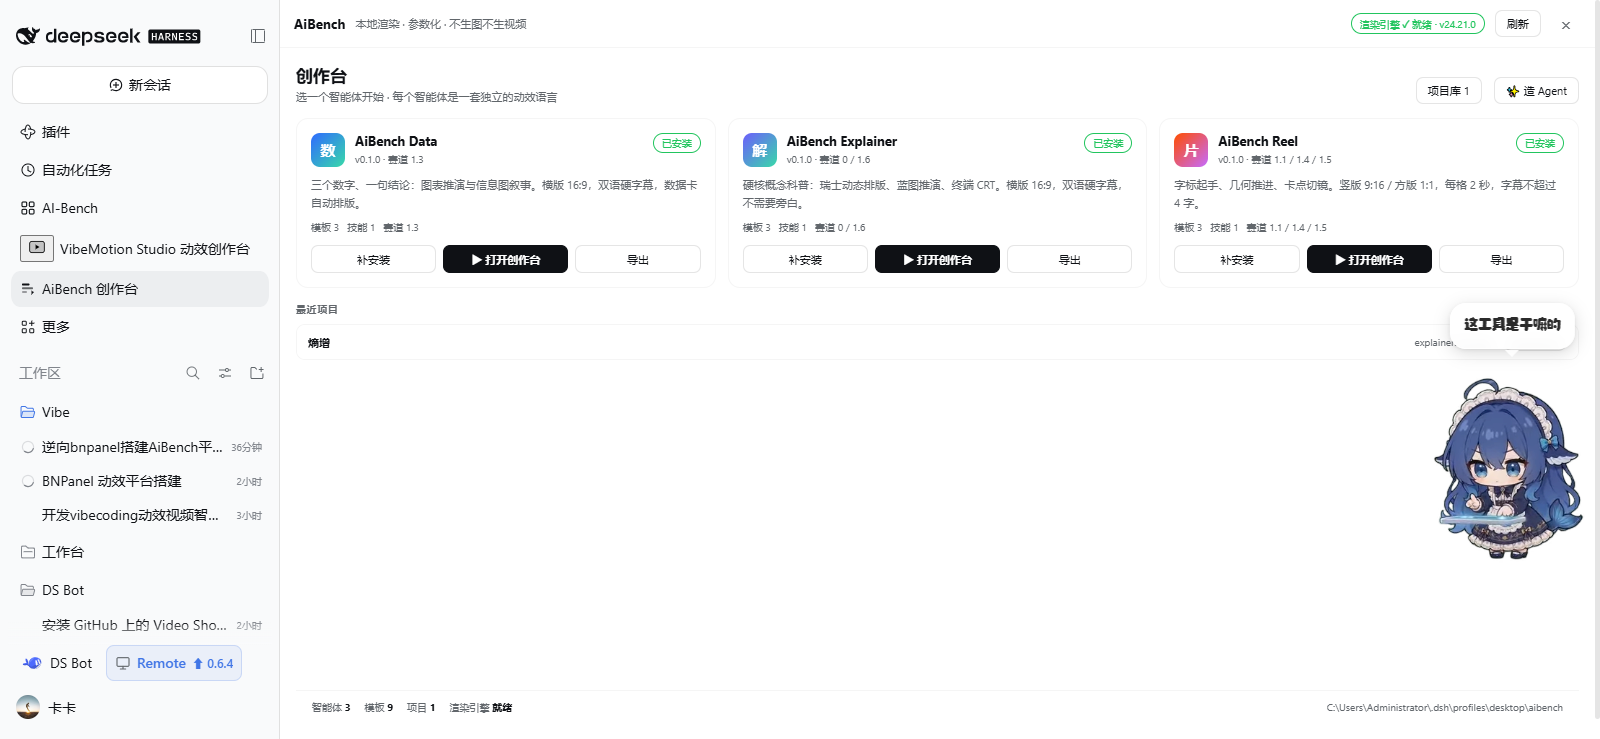 deepseek HARNESS
新会话
插件
自动化任务
AI-Bench
VibeMotion Studio 动效创作台
AiBench 创作台
更多
工作区
Vibe
逆向bnpanel搭建AiBench平... 36分钟
BNPanel 动效平台搭建 2小时
开发vibecoding动效视频智... 3小时
工作台
DS Bot
安装 GitHub 上的 Video Sho... 2小时
DS Bot
Remote ⬆ 0.6.4
卡卡
AiBench 本地渲染 · 参数化 · 不生图不生视频
渲染引擎 ✓ 就绪 · v24.21.0
刷新
×
创作台
选一个智能体开始 · 每个智能体是一套独立的动效语言
项目库 1
造 Agent
数
AiBench Data
已安装
v0.1.0 · 赛道 1.3
三个数字、一句结论：图表推演与信息图叙事。横版 16:9，双语硬字幕，数据卡
自动排版。
模板 3 技能 1 赛道 1.3
补安装
▶ 打开创作台
导出
解
AiBench Explainer
已安装
v0.1.0 · 赛道 0 / 1.6
硬核概念科普：瑞士动态排版、蓝图推演、终端 CRT。横版 16:9，双语硬字幕，
不需要旁白。
模板 3 技能 1 赛道 0 / 1.6
补安装
▶ 打开创作台
导出
片
AiBench Reel
已安装
v0.1.0 · 赛道 1.1 / 1.4 / 1.5
字标起手、几何推进、卡点切镜。竖版 9:16 / 方版 1:1，每格 2 秒，字幕不超过
4 字。
模板 3 技能 1 赛道 1.1 / 1.4 / 1.5
补安装
▶ 打开创作台
导出
最近项目
熵增
explainer
这工具是干嘛的
智能体 3 模板 9 项目 1 渲染引擎 就绪
C:\Users\Administrator\.dsh\profiles\desktop\aibench